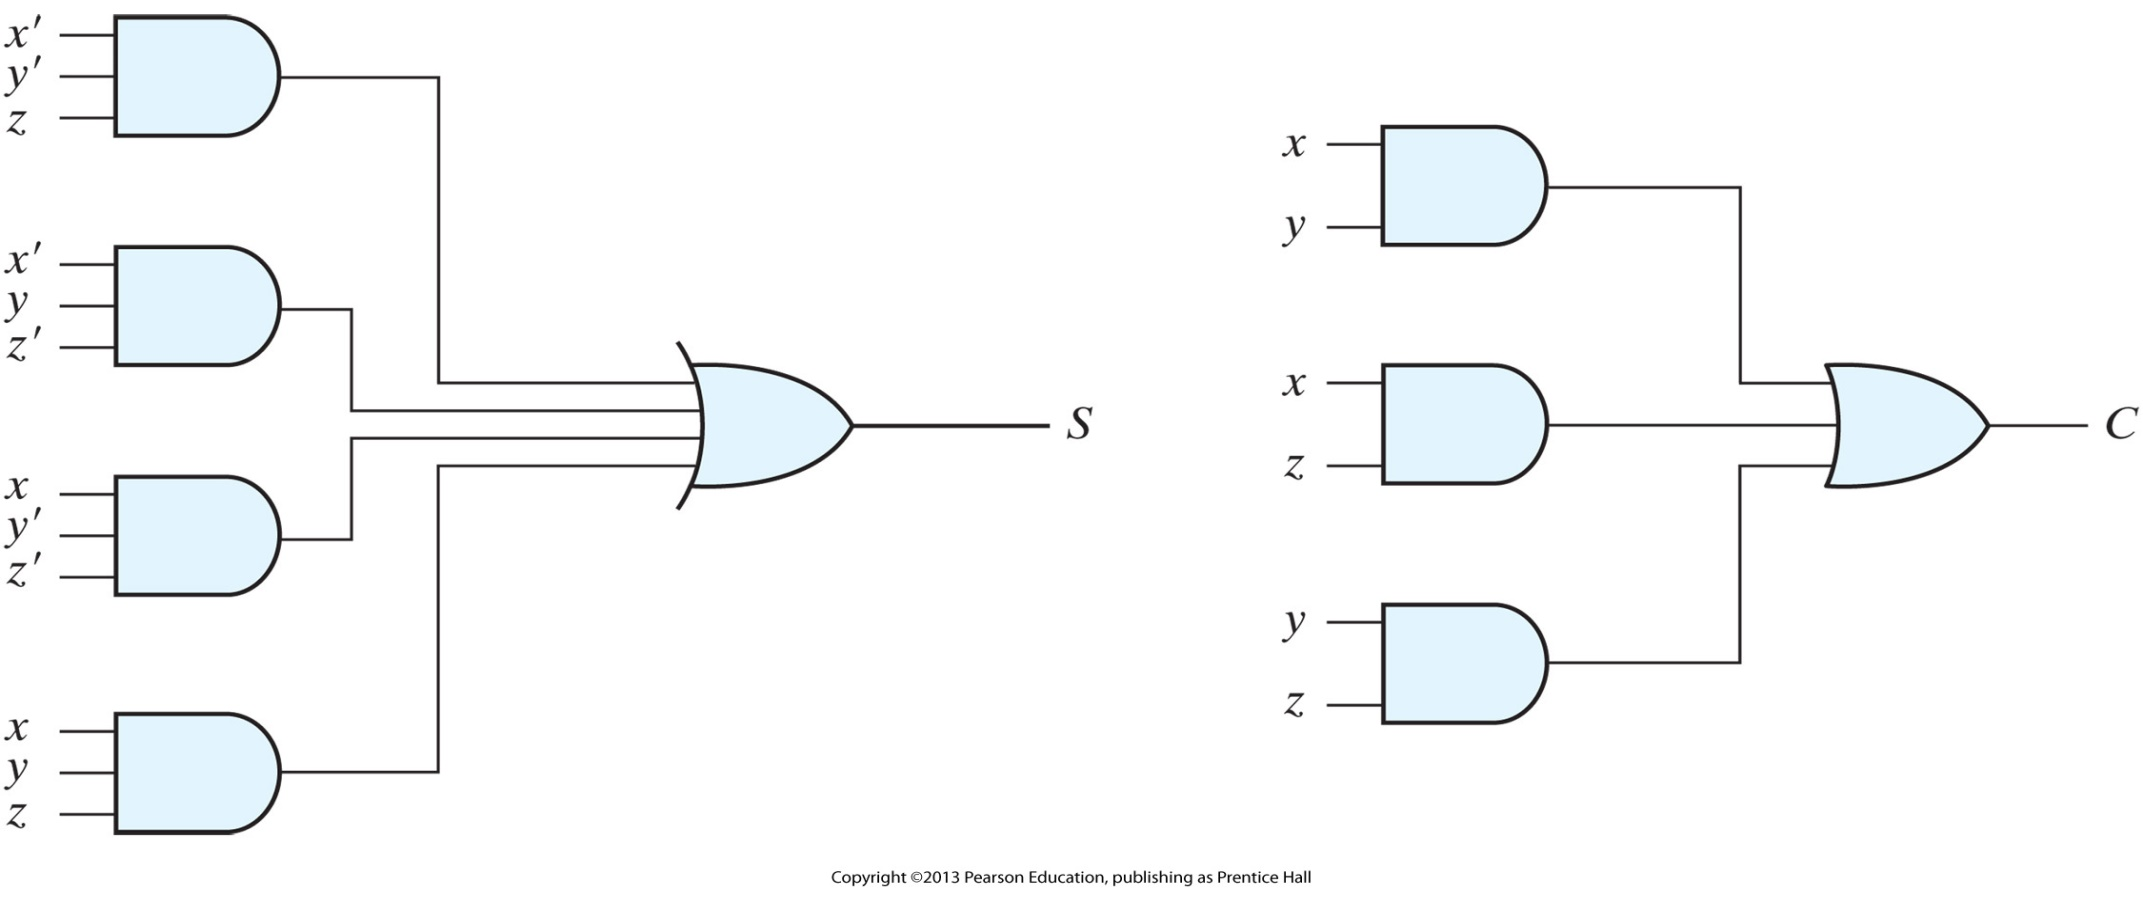 x′
y′
z
x′
y
z′
x
y′
z′
x
y
z
S
x
y
x
z
y
z
C
Copyright ©2013 Pearson Education, publishing as Prentice Hall